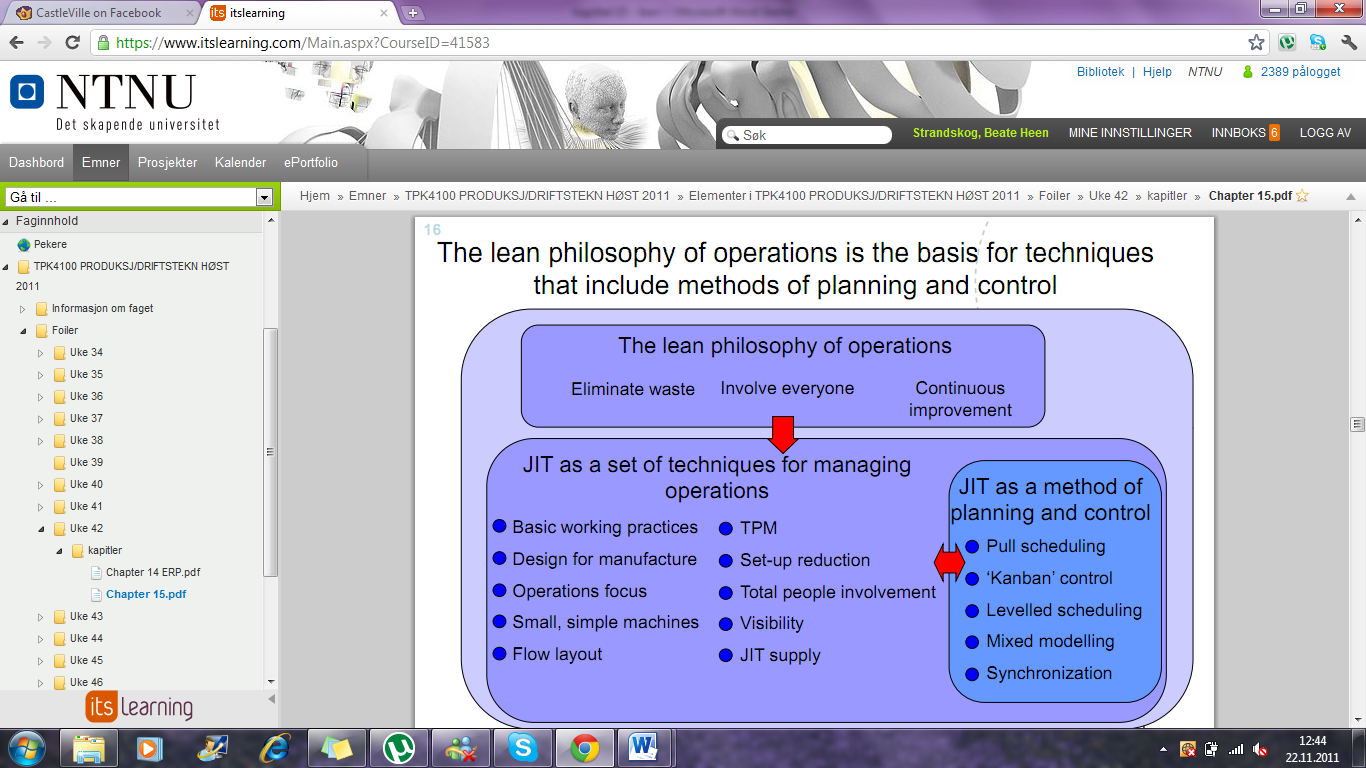 CastleVille on Facebook
itslearning
https://www.itslearning.com/Main.aspx?CourseID=41583
NTNU
Det skapende universitet
Bibliotek | Hjelp NTNU 2389 pålogget
Søk
Strandskog, Beate Heen MINE INNSTILLINGER INNBOKS 6 LOGG AV
Dashbord Emner Prosjekter Kalender ePortfolio
Gå til ...
Hjem » Emner » TPK4100 PRODUKSJ/DRIFTSTEKN HØST 2011 » Elementer i TPK4100 PRODUKSJ/DRIFTSTEKN HØST 2011 » Foiler » Uke 42 » kapitler » Chapter 15.pdf
Faginnhold
Pekere
TPK4100 PRODUKSJ/DRIFTSTEKN HØST
2011
Informasjon om faget
Foiler
Uke 34
Uke 35
Uke 36
Uke 37
Uke 38
Uke 39
Uke 40
Uke 41
Uke 42
kapitler
Chapter 14 ERP.pdf
Chapter 15.pdf
Uke 43
Uke 44
Uke 45
Uke 46
its learning
16
The lean philosophy of operations is the basis for techniques
that include methods of planning and control
The lean philosophy of operations
Eliminate waste
Involve everyone
Continuous
improvement
JIT as a set of techniques for managing
operations
Basic working practices
Design for manufacture
Operations focus
Small, simple machines
Flow layout
TPM
Set-up reduction
Total people involvement
Visibility
JIT supply
JIT as a method of
planning and control
Pull scheduling
‘Kanban’ control
Levelled scheduling
Mixed modelling
Synchronization
12:44
22.11.2011